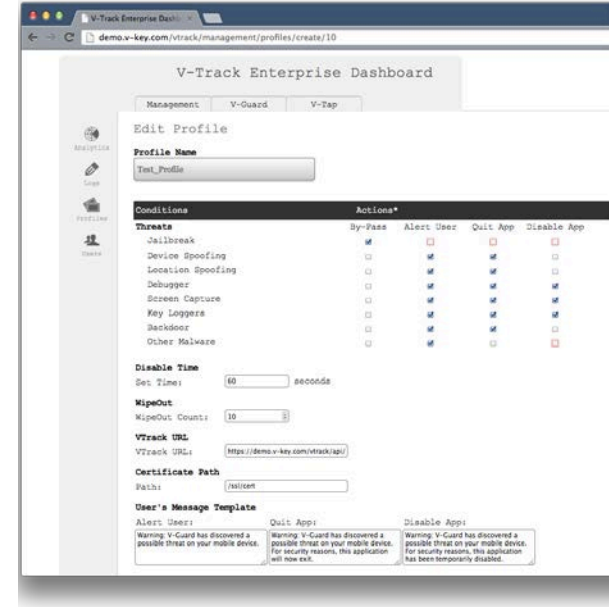 V-Track Enterprise Dashb
demo.v-key.com/vtrack/management/profiles/create/10
V-Track Enterprise Dashboard
Management V-Guard V-Tap
Analytics
Logs
Profiles
Users
Edit Profile
Profile Name
Test_Profile
Conditions Actions*
Threats By-Pass Alert User Quit App Disable App
Jailbreak
Device Spoofing
Location Spoofing
Debugger
Screen Capture
Key Loggers
Backdoor
Other Malware
Disable Time
Set Time: 60 seconds
WipeOut
WipeOut Count: 10
VTrack URL
VTrack URL: https://demo.v-key.com/vtrack/api/
Certificate Path
Path: /ssl/cert
User's Message Template
Alert User: Quit App: Disable App:
Warning: V-Guard has discovered a possible threat on your mobile device.
Warning: V-Guard has discovered a possible threat on your mobile device. For security reasons, this application will now exit.
Warning: V-Guard has discovered a possible threat on your mobile device. For security reasons, this application has been temporarily disabled.